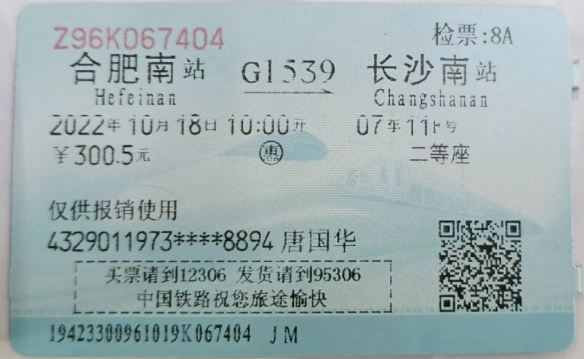 Z96K067404 检票:8A
合肥南站 G1539 长沙南站
Hefeinan Changshanan
2022年10月18日10:00开 07车11F号
￥300.5元 惠 二等座
仅供报销使用
4329011973****8894 唐国华
买票请到12306 发货请到95306
中国铁路祝您旅途愉快
19423300961019K067404 JM